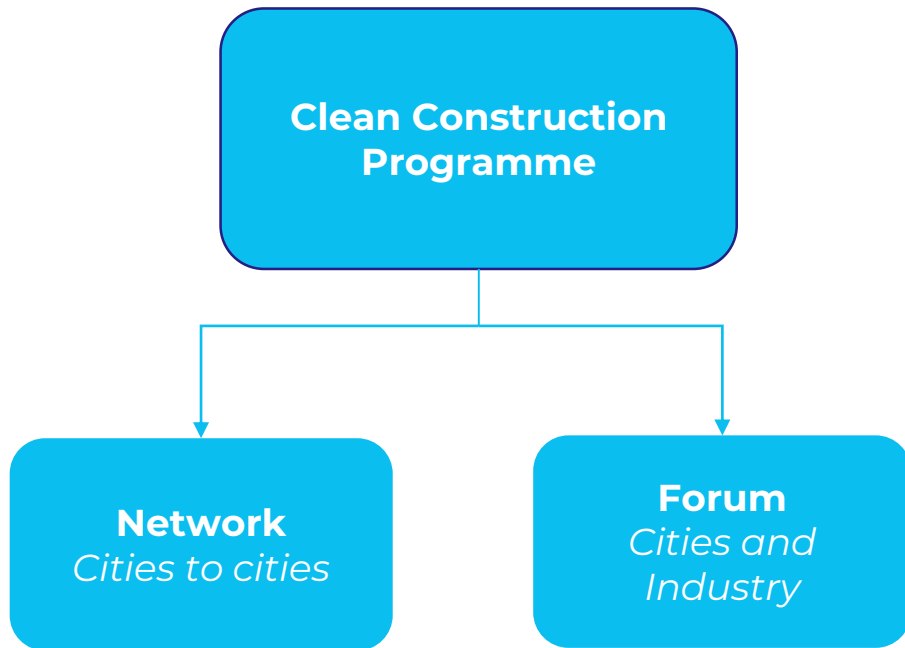 Clean Construction
Programme
Network
Cities to cities
Forum
Cities and
Industry